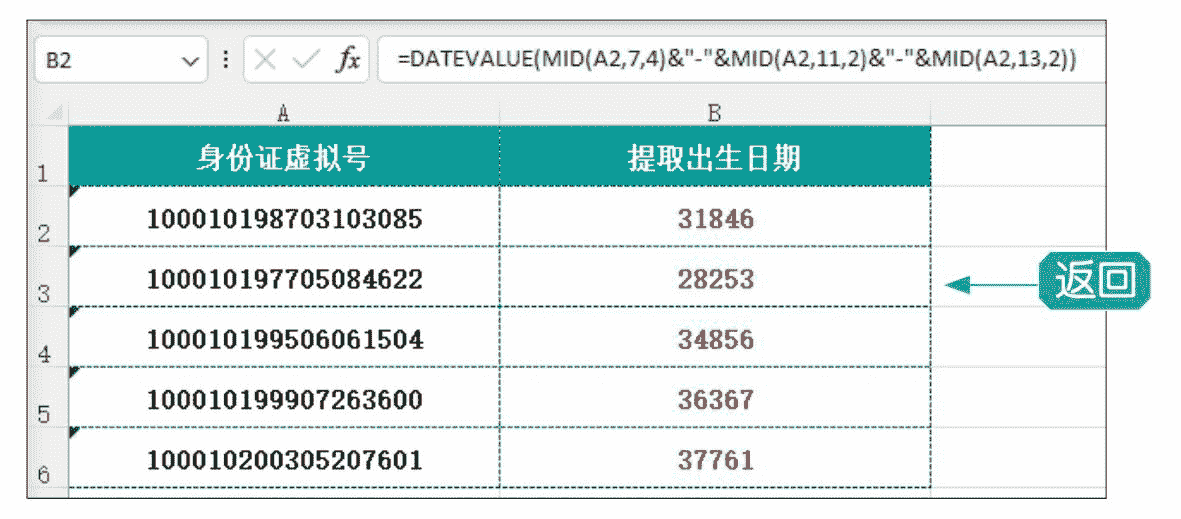 B2 fx =DATEVALUE(MID(A2,7,4)&"-"&MID(A2,11,2)&"-"&MID(A2,13,2))
A B
1 身份证虚拟号 提取出生日期
2 100010198703103085 31846
3 100010197705084622 28253
返回
4 100010199506061504 34856
5 100010199907263600 36367
6 100010200305207601 37761